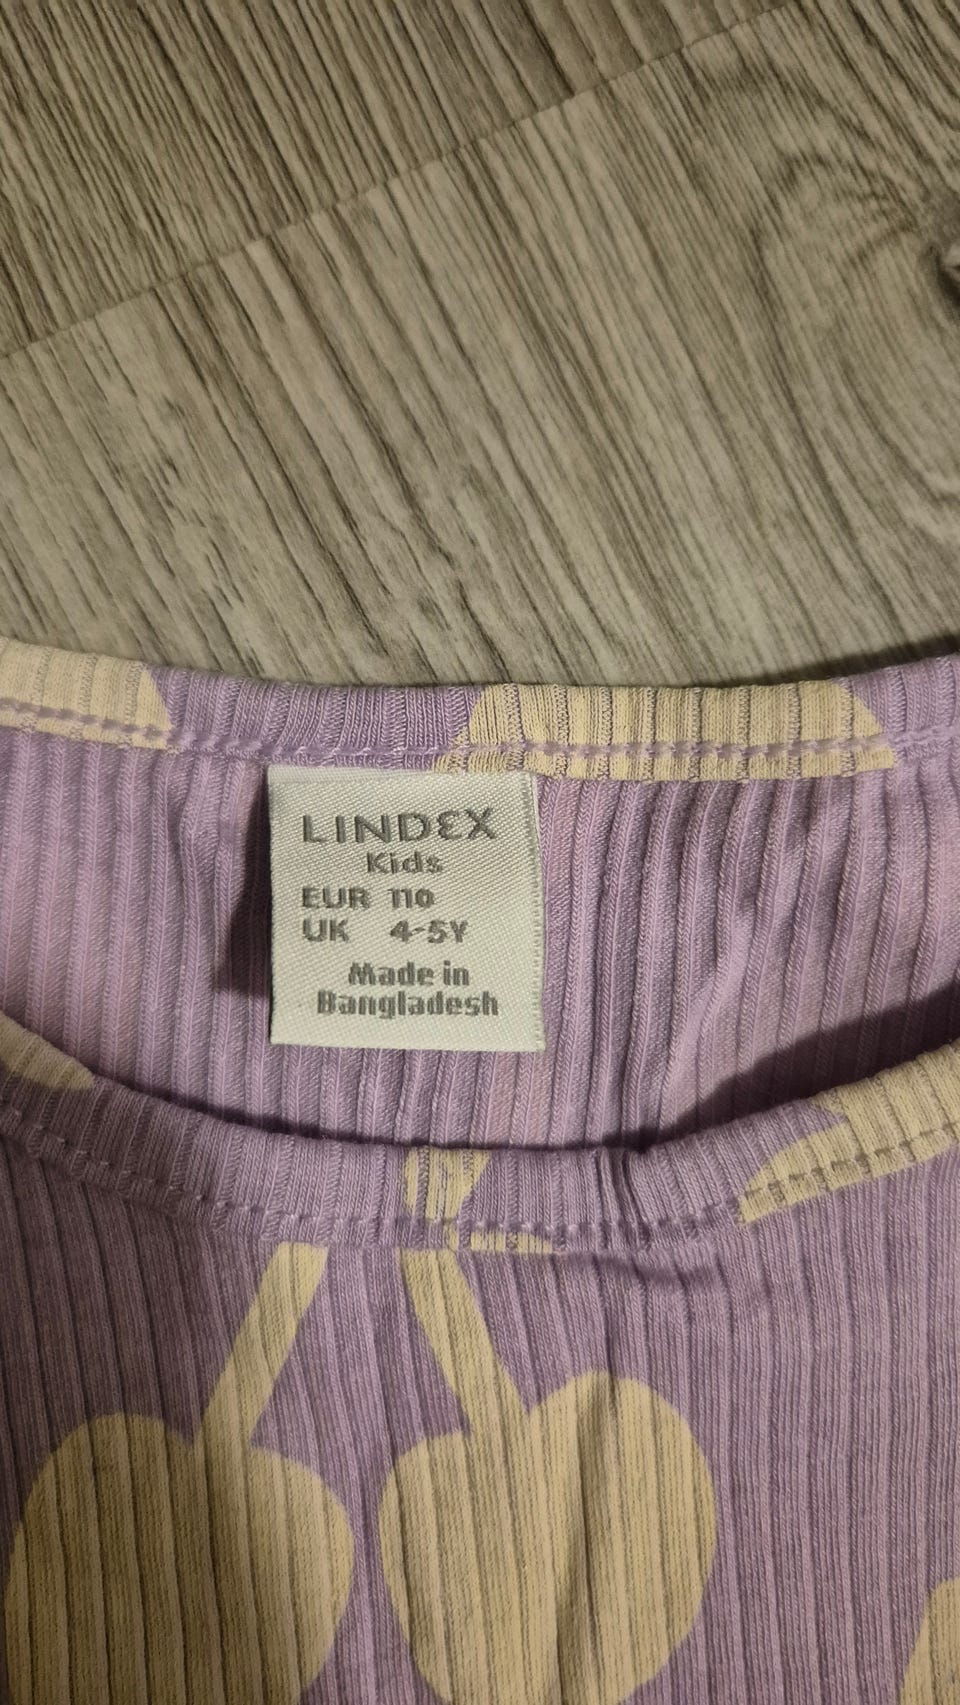 LINDEX
Kids
EUR 110
UK 4-5Y
Made in
Bangladesh